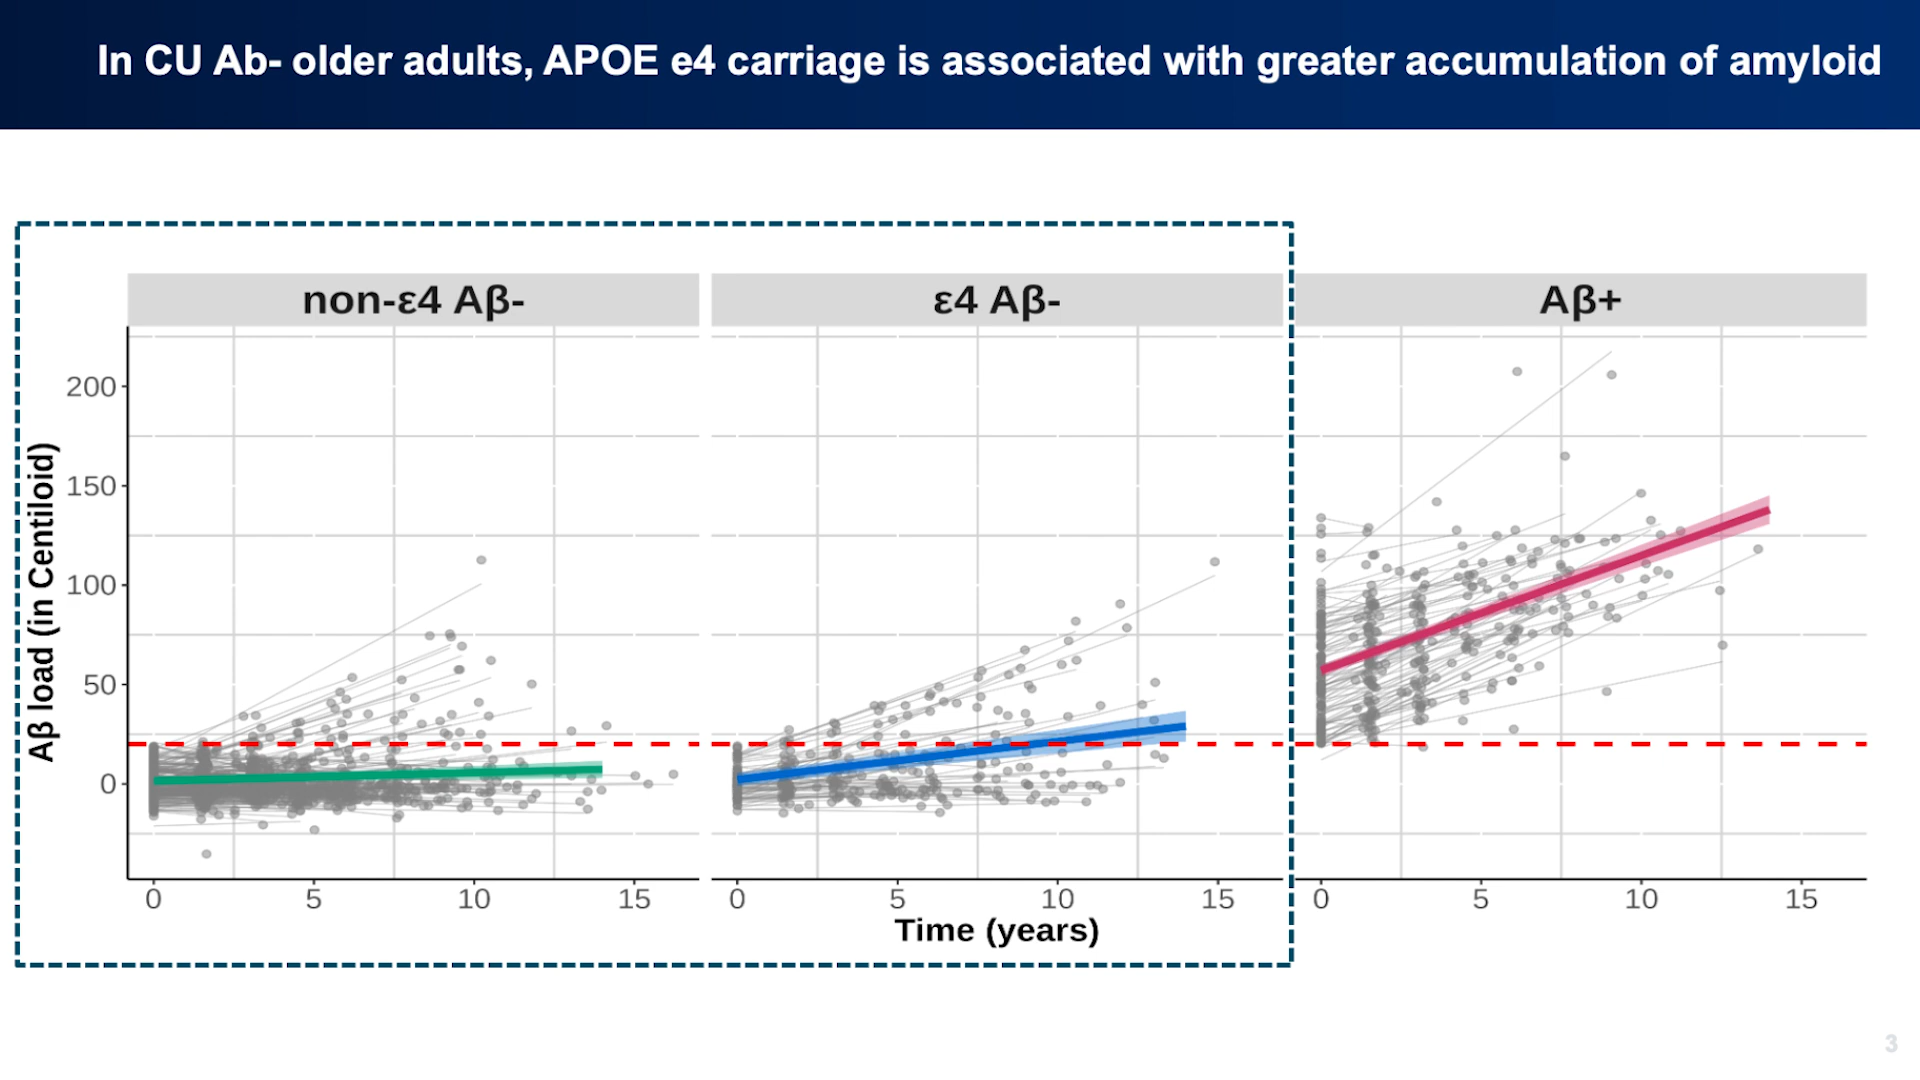 In CU Ab- older adults, APOE e4 carriage is associated with greater accumulation of amyloid
non-ε4 Aβ-
ε4 Aβ-
Aβ+
Aβ load (in Centiloid)
200
150
100
50
0
0 5 10 15
0 5 10 15
0 5 10 15
Time (years)
3